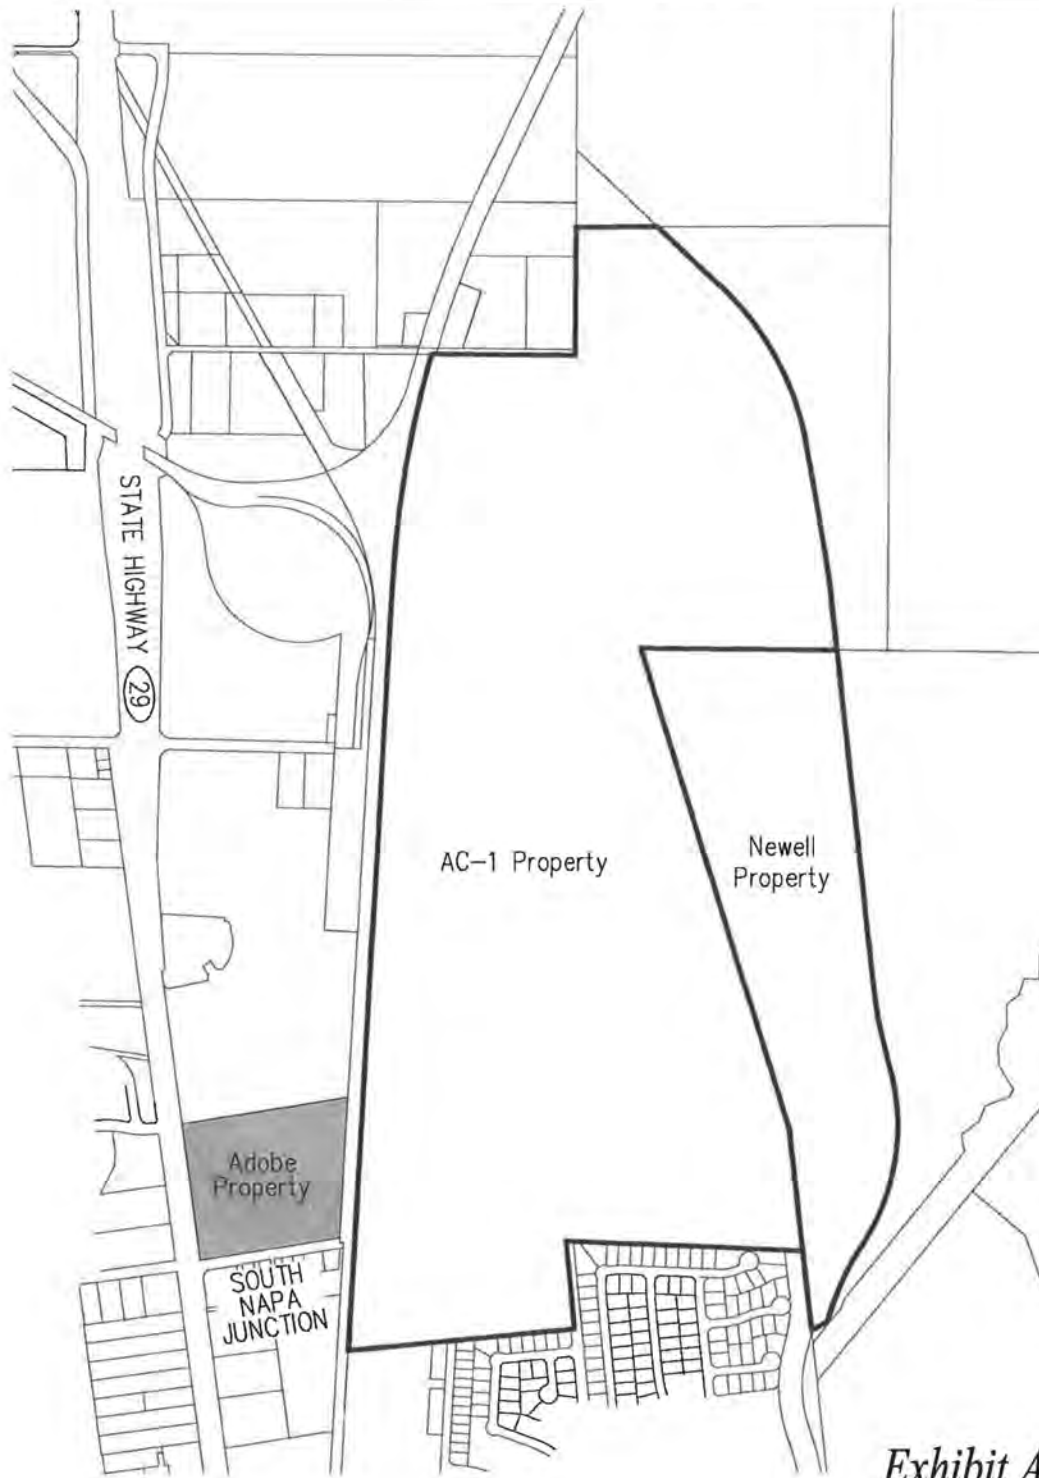 STATE HIGHWAY 29
AC-1 Property
Newell
Property
Adobe
Property
SOUTH
NAPA
JUNCTION
Exhibit A